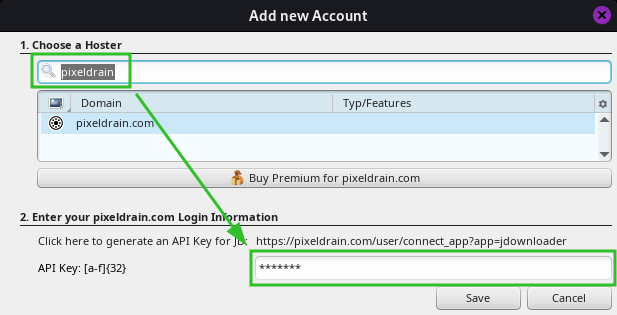 Add new Account
1. Choose a Hoster
pixeldrain
Domain Typ/Features
pixeldrain.com
Buy Premium for pixeldrain.com
2. Enter your pixeldrain.com Login Information
Click here to generate an API Key for JD: https://pixeldrain.com/user/connect_app?app=jdownloader
API Key: [a-f]{32} *******
Save Cancel